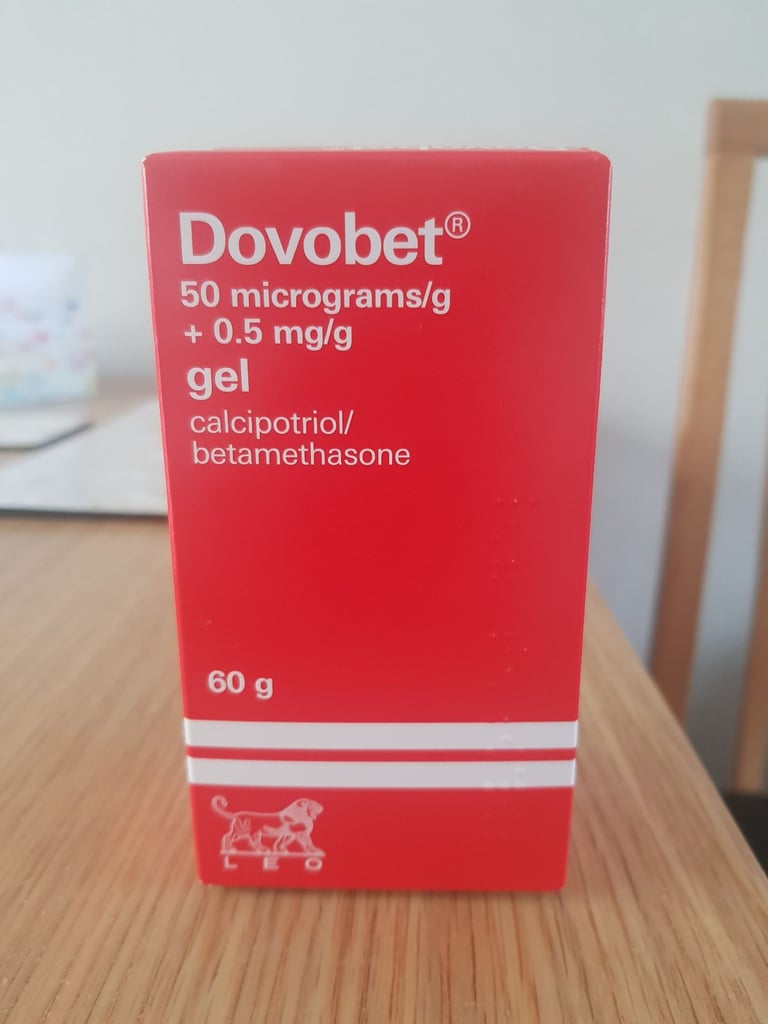 Dovobet®
50 micrograms/g
+ 0.5 mg/g
gel
calcipotriol/
betamethasone
60 g
LEO